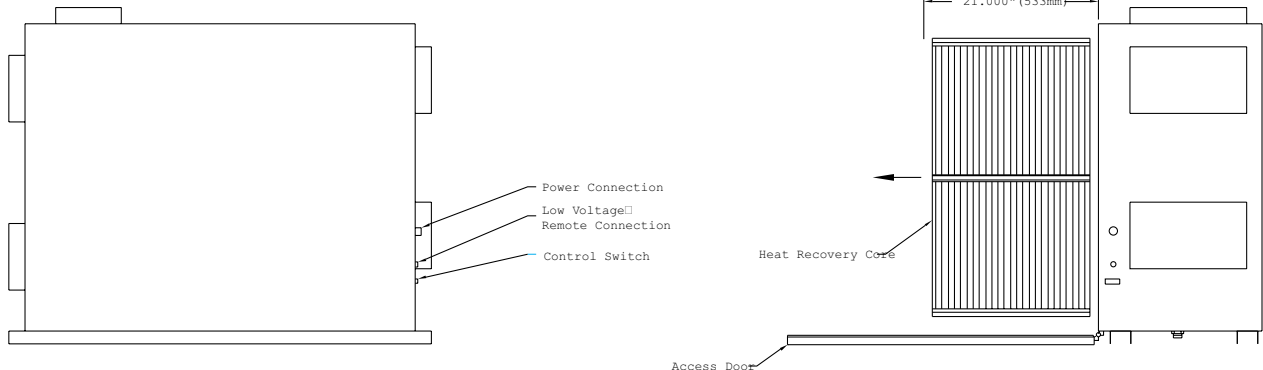 21.000"(533mm)
Power Connection
Low Voltage□
Remote Connection
Control Switch
Heat Recovery Core
Access Door